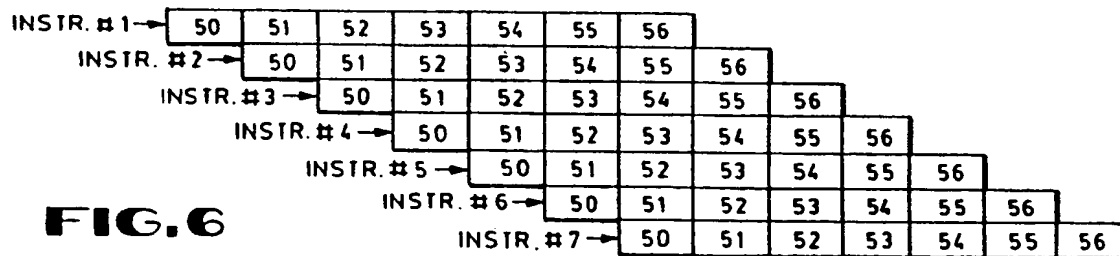 INSTR. #1→ 50 51 52 53 54 55 56
INSTR. #2→ 50 51 52 53 54 55 56
INSTR. #3→ 50 51 52 53 54 55 56
INSTR. #4→ 50 51 52 53 54 55 56
INSTR. #5→ 50 51 52 53 54 55 56
INSTR. #6→ 50 51 52 53 54 55 56
INSTR. #7→ 50 51 52 53 54 55 56
FIG. 6